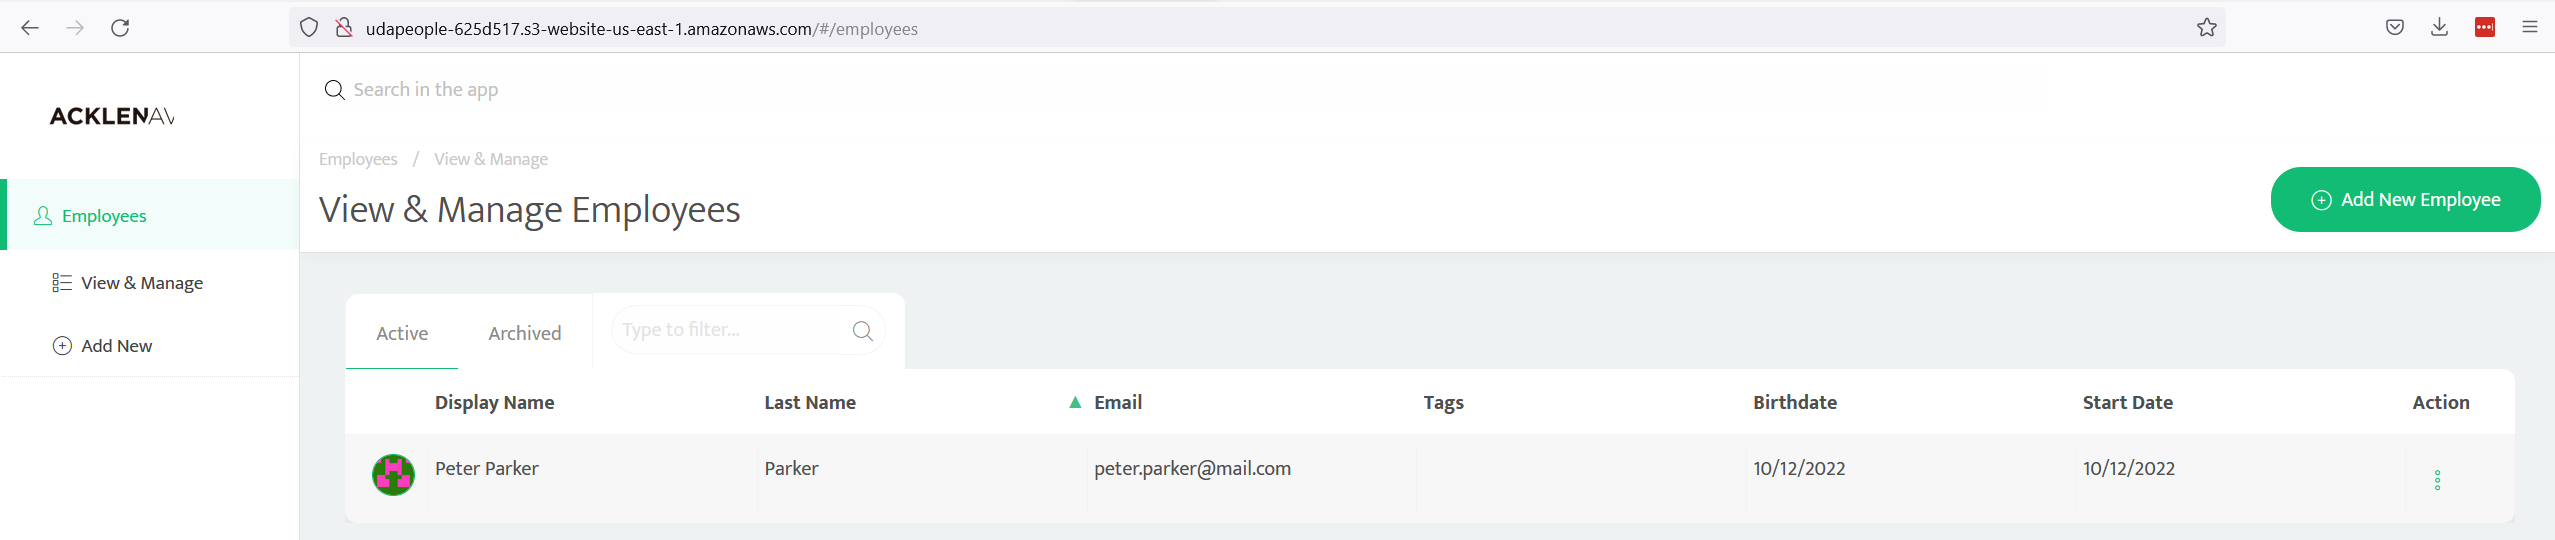 udapeople-625d517.s3-website-us-east-1.amazonaws.com/#/employees
ACKLENAV
Search in the app
Employees / View & Manage
View & Manage Employees
Add New Employee
Employees
View & Manage
Add New
Active Archived Type to filter...
Display Name Last Name Email Tags Birthdate Start Date Action
Peter Parker Parker peter.parker@mail.com 10/12/2022 10/12/2022